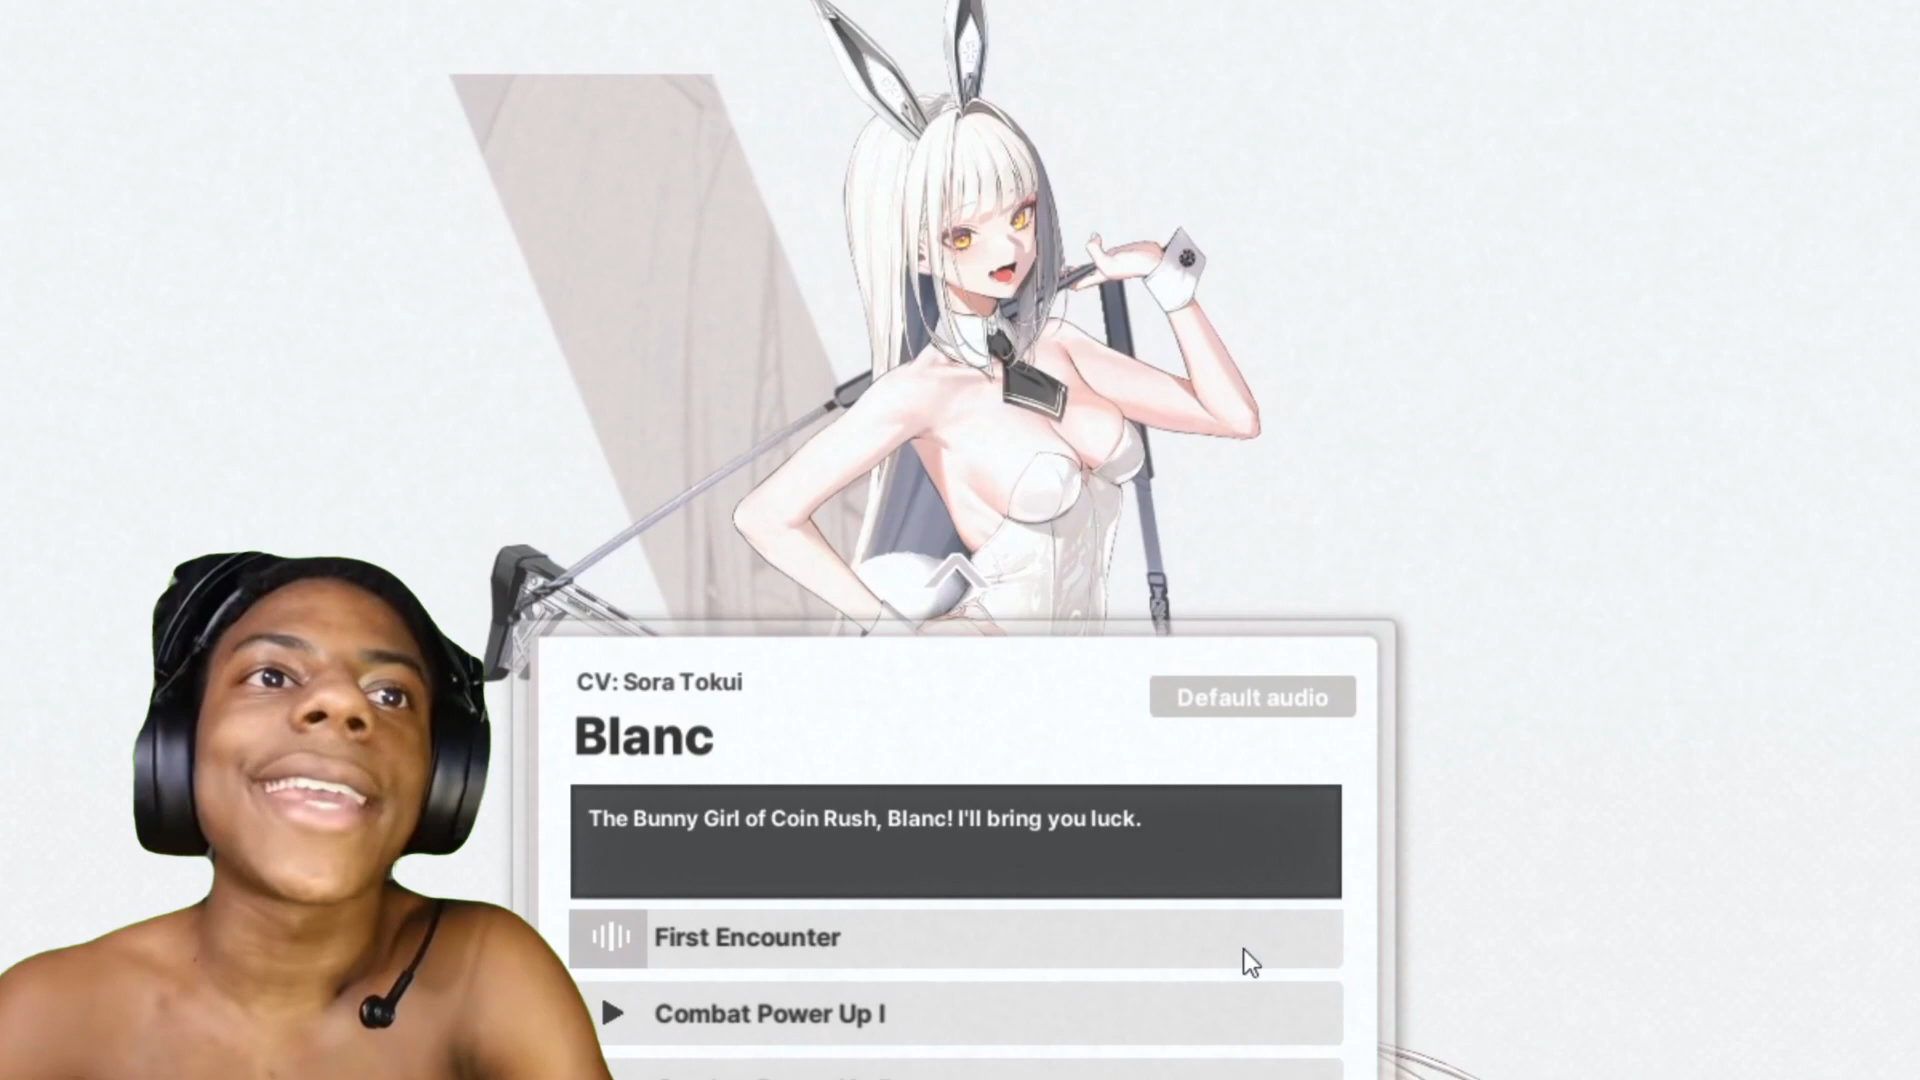 CV: Sora Tokui
Default audio
Blanc
The Bunny Girl of Coin Rush, Blanc! I'll bring you luck.
First Encounter
Combat Power Up I